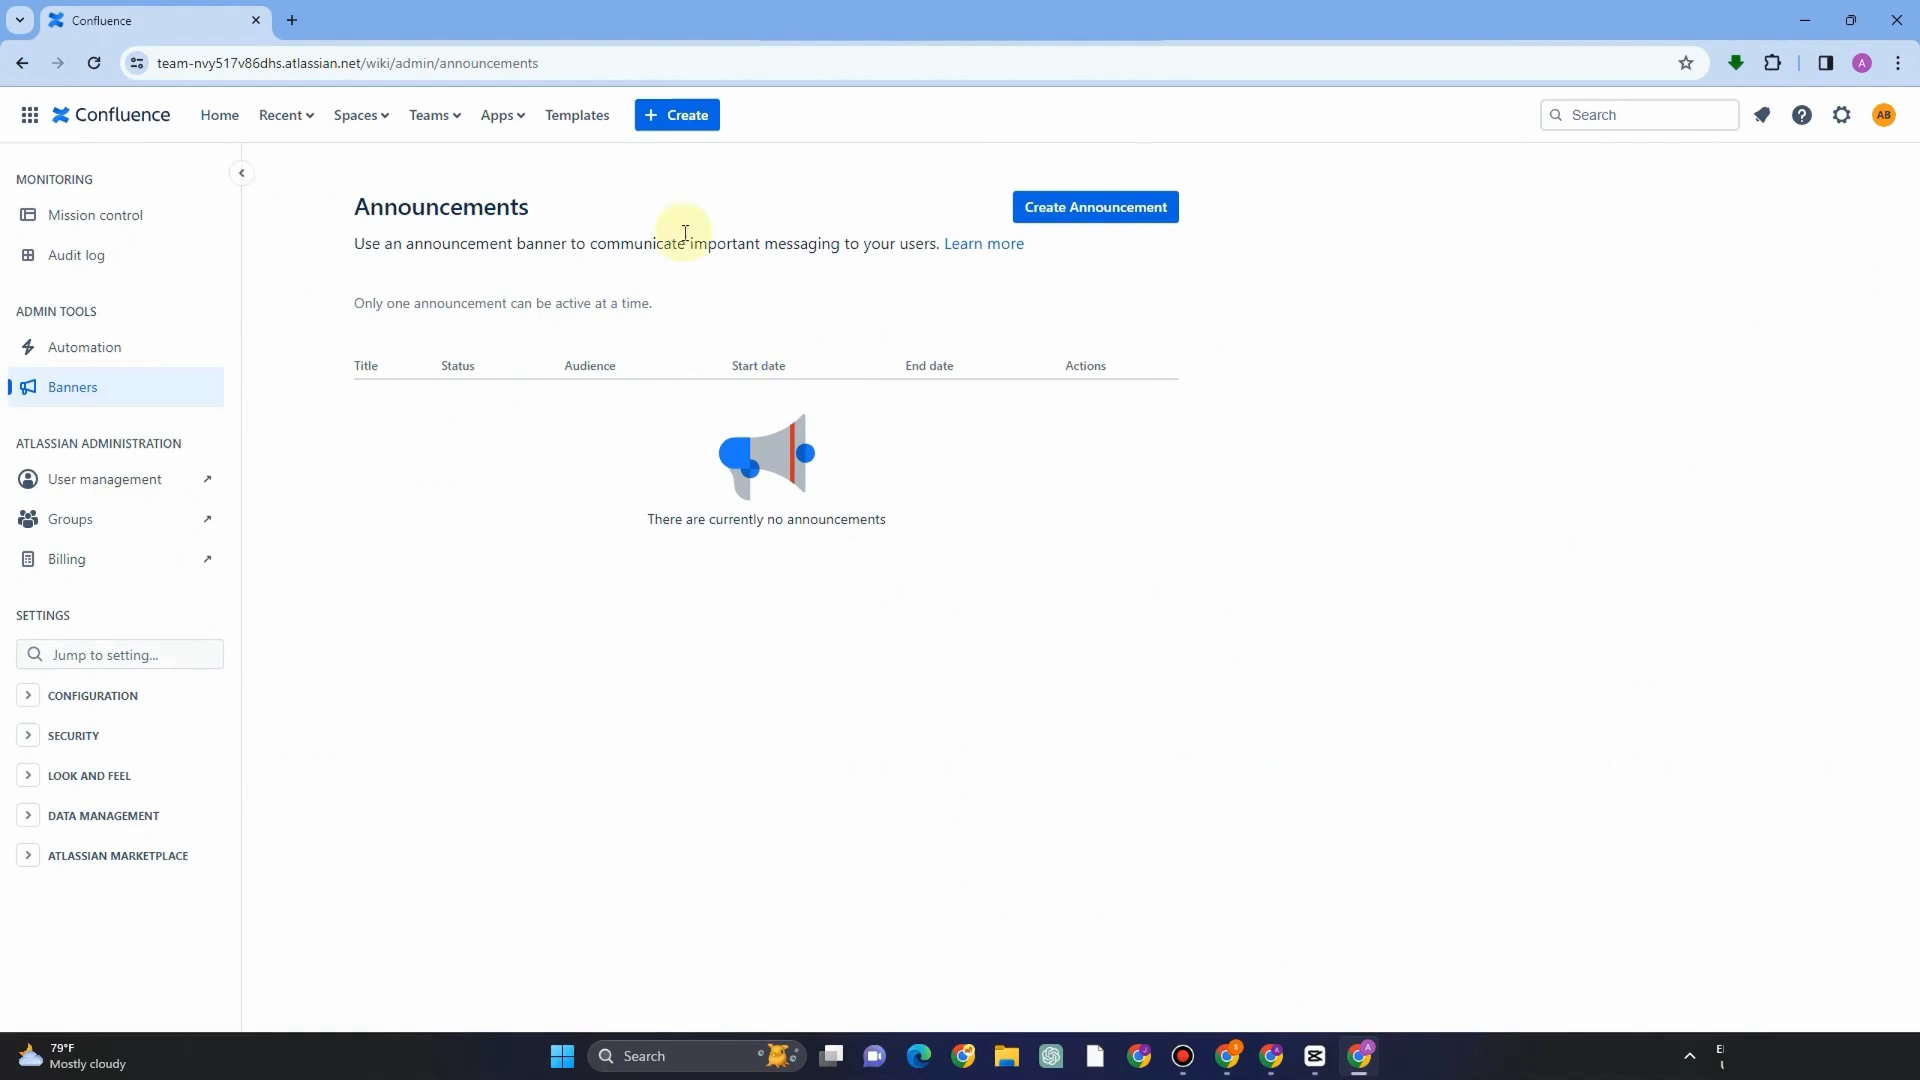 Confluence
team-nvy517v86dhs.atlassian.net/wiki/admin/announcements
A
Confluence
Home
Recent
Spaces
Teams
Apps
Templates
+ Create
Search
AB
MONITORING
Mission control
Audit log
ADMIN TOOLS
Automation
Banners
ATLASSIAN ADMINISTRATION
User management
Groups
Billing
SETTINGS
Jump to setting...
CONFIGURATION
SECURITY
LOOK AND FEEL
DATA MANAGEMENT
ATLASSIAN MARKETPLACE
Announcements
Create Announcement
Use an announcement banner to communicate important messaging to your users. Learn more
Only one announcement can be active at a time.
Title Status Audience Start date End date Actions
There are currently no announcements
79°F
Mostly cloudy
Search